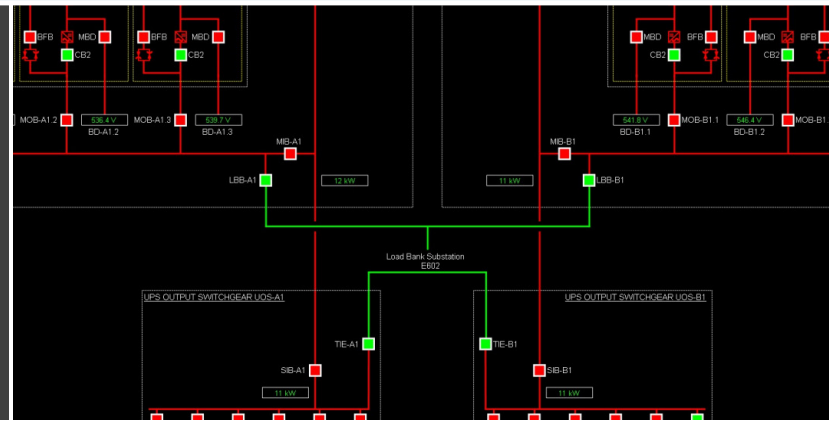 BFB MBD BFB MBD MBD BFB MBD BFB
CB2 CB2 CB2 CB2
MOB-A1.2 536.4 V MOB-A1.3 539.7 V 541.8 V MOB-B1.1 546.4 V MOB-B1.
BD-A1.2 BD-A1.3 BD-B1.1 BD-B1.2
MIB-A1 MIB-B1
LBB-A1 12 kW 11 kW LBB-B1
Load Bank Substation
E602
UPS OUTPUT SWITCHGEAR UOS-A1 UPS OUTPUT SWITCHGEAR UOS-B1
TIE-A1 TIE-B1
SIB-A1 SIB-B1
11 kW 11 kW